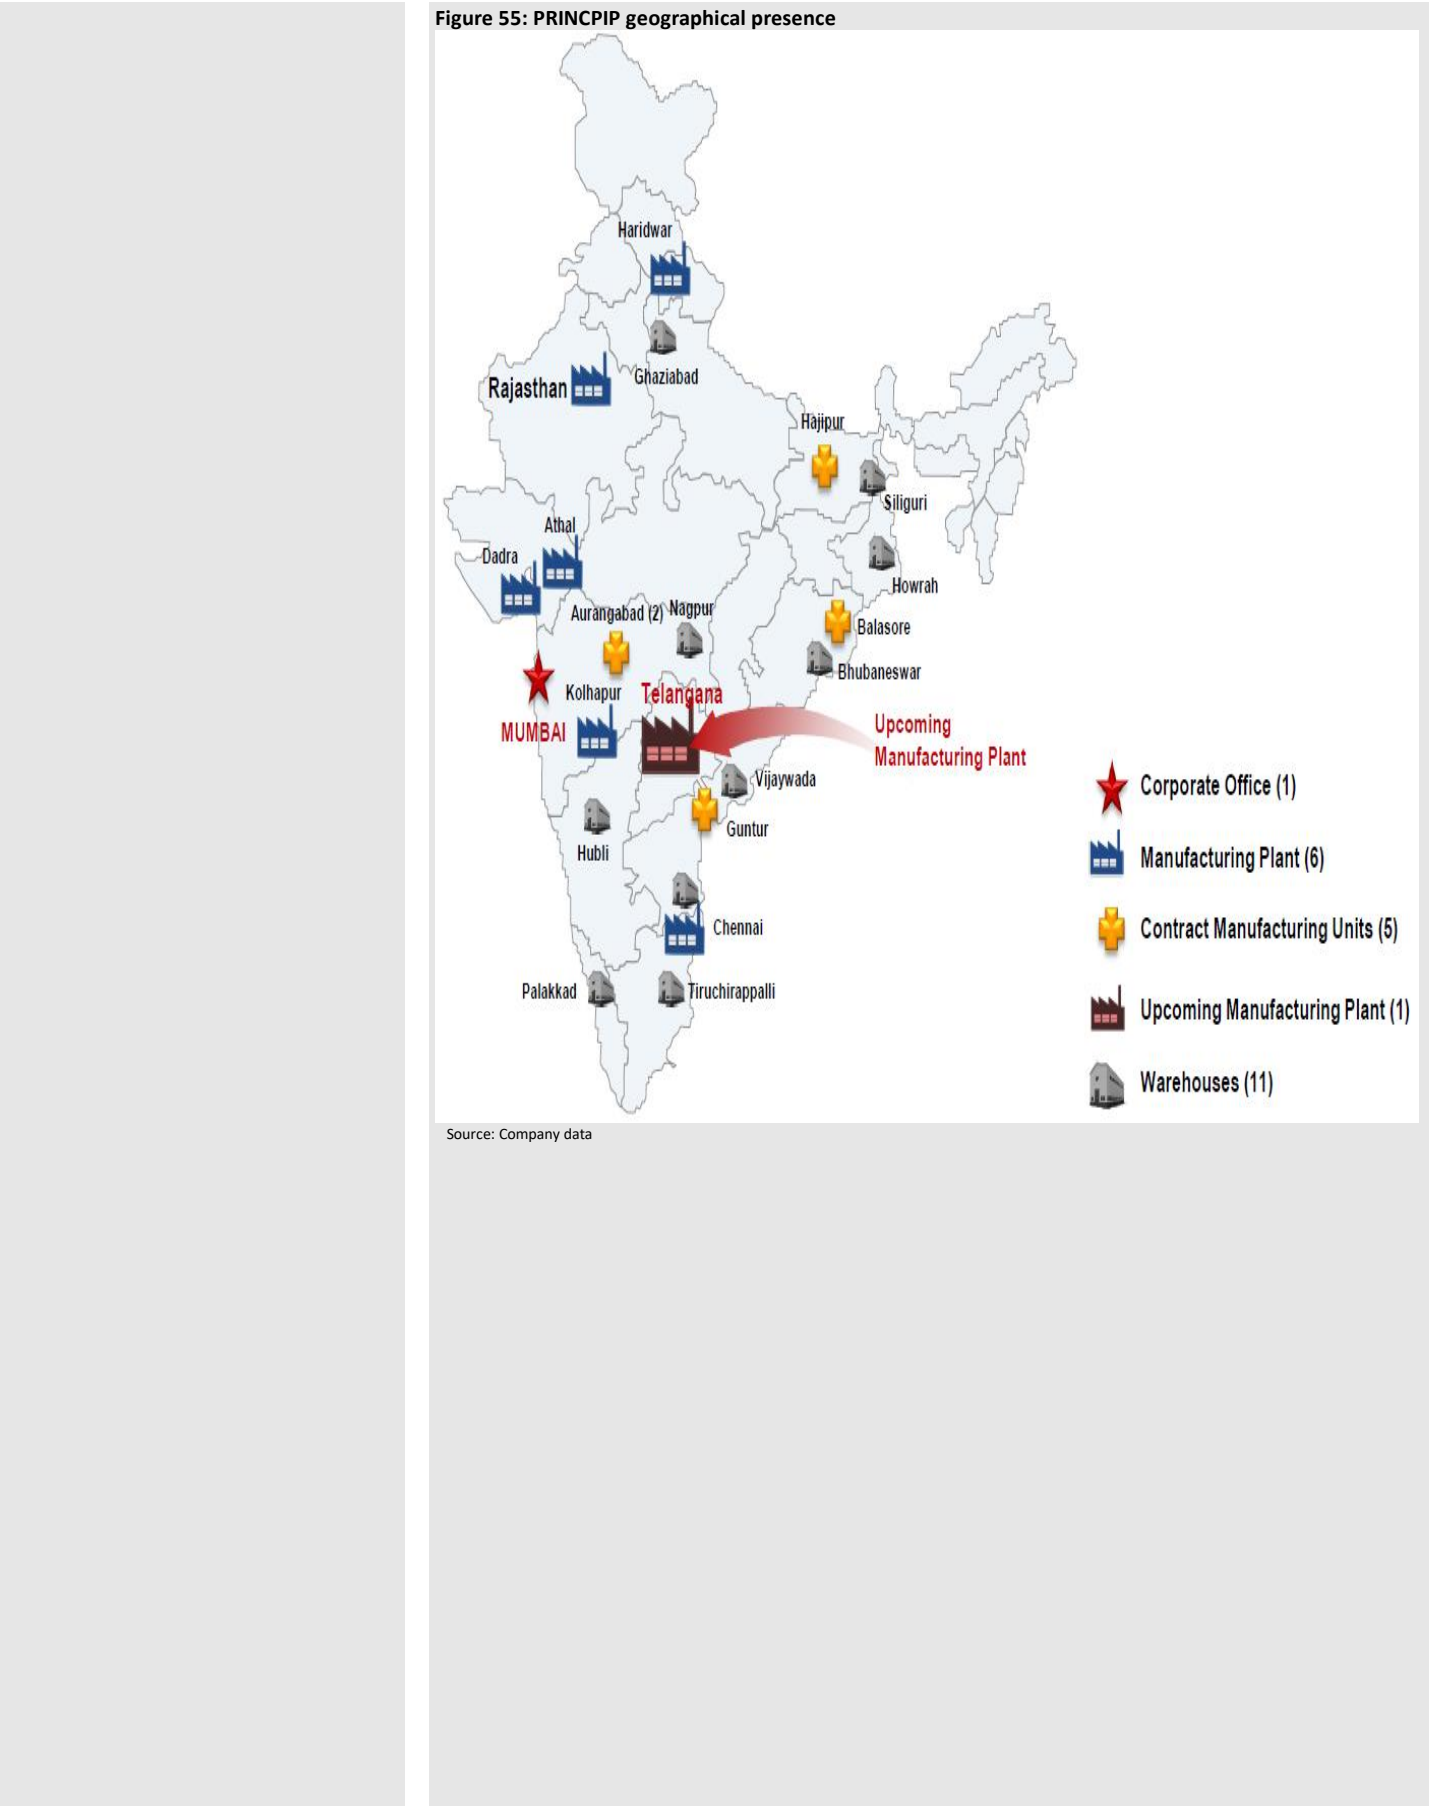 Figure 55: PRINCPIP geographical presence
Haridwar
Ghaziabad
Rajasthan
Hajipur
Siliguri
Athal
Dadra
Howrah
Aurangabad (2)
Nagpur
Balasore
Bhubaneswar
Kolhapur
Telangana
MUMBAI
Upcoming
Manufacturing Plant
Vijaywada
Guntur
Hubli
Chennai
Palakkad
Tiruchirappalli
Corporate Office (1)
Manufacturing Plant (6)
Contract Manufacturing Units (5)
Upcoming Manufacturing Plant (1)
Warehouses (11)
Source: Company data